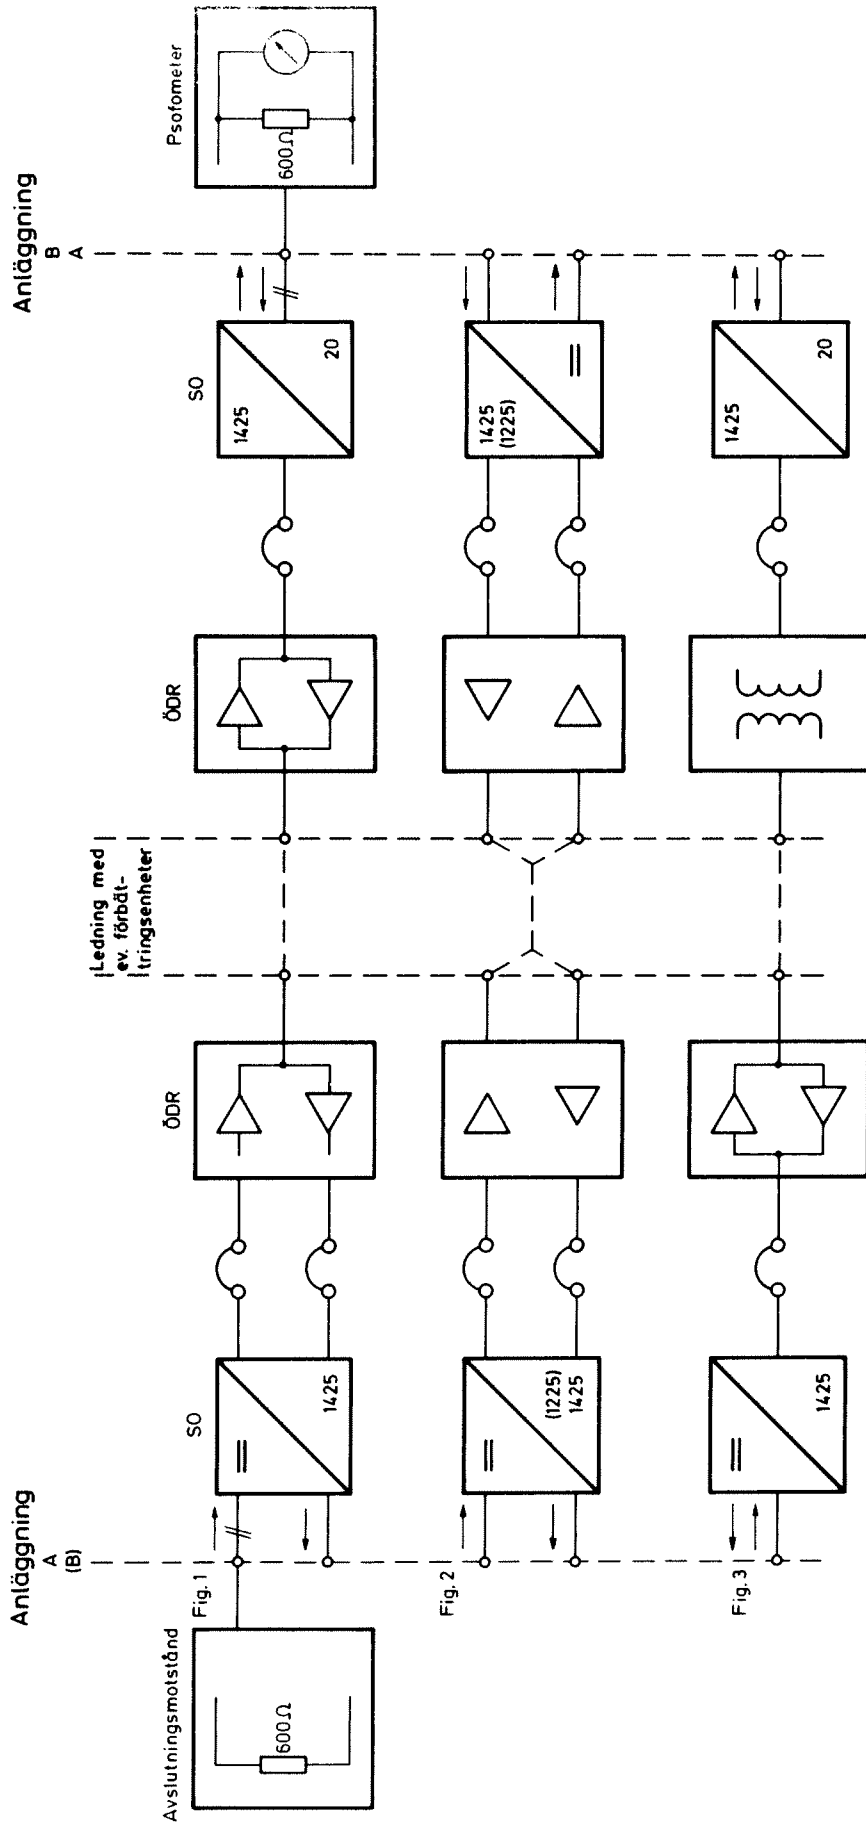 Anläggning
A
(B)
Anläggning
B
A
Ledning med
ev. förbät-
tringsenheter
Avslutningsmotstånd
600Ω
Fig. 1
SO
=
1425
ÖDR
ÖDR
SO
1425
20
Psofometer
600Ω
Fig. 2
=
(1225)
1425
1425
(1225)
=
Fig. 3
=
1425
1425
20